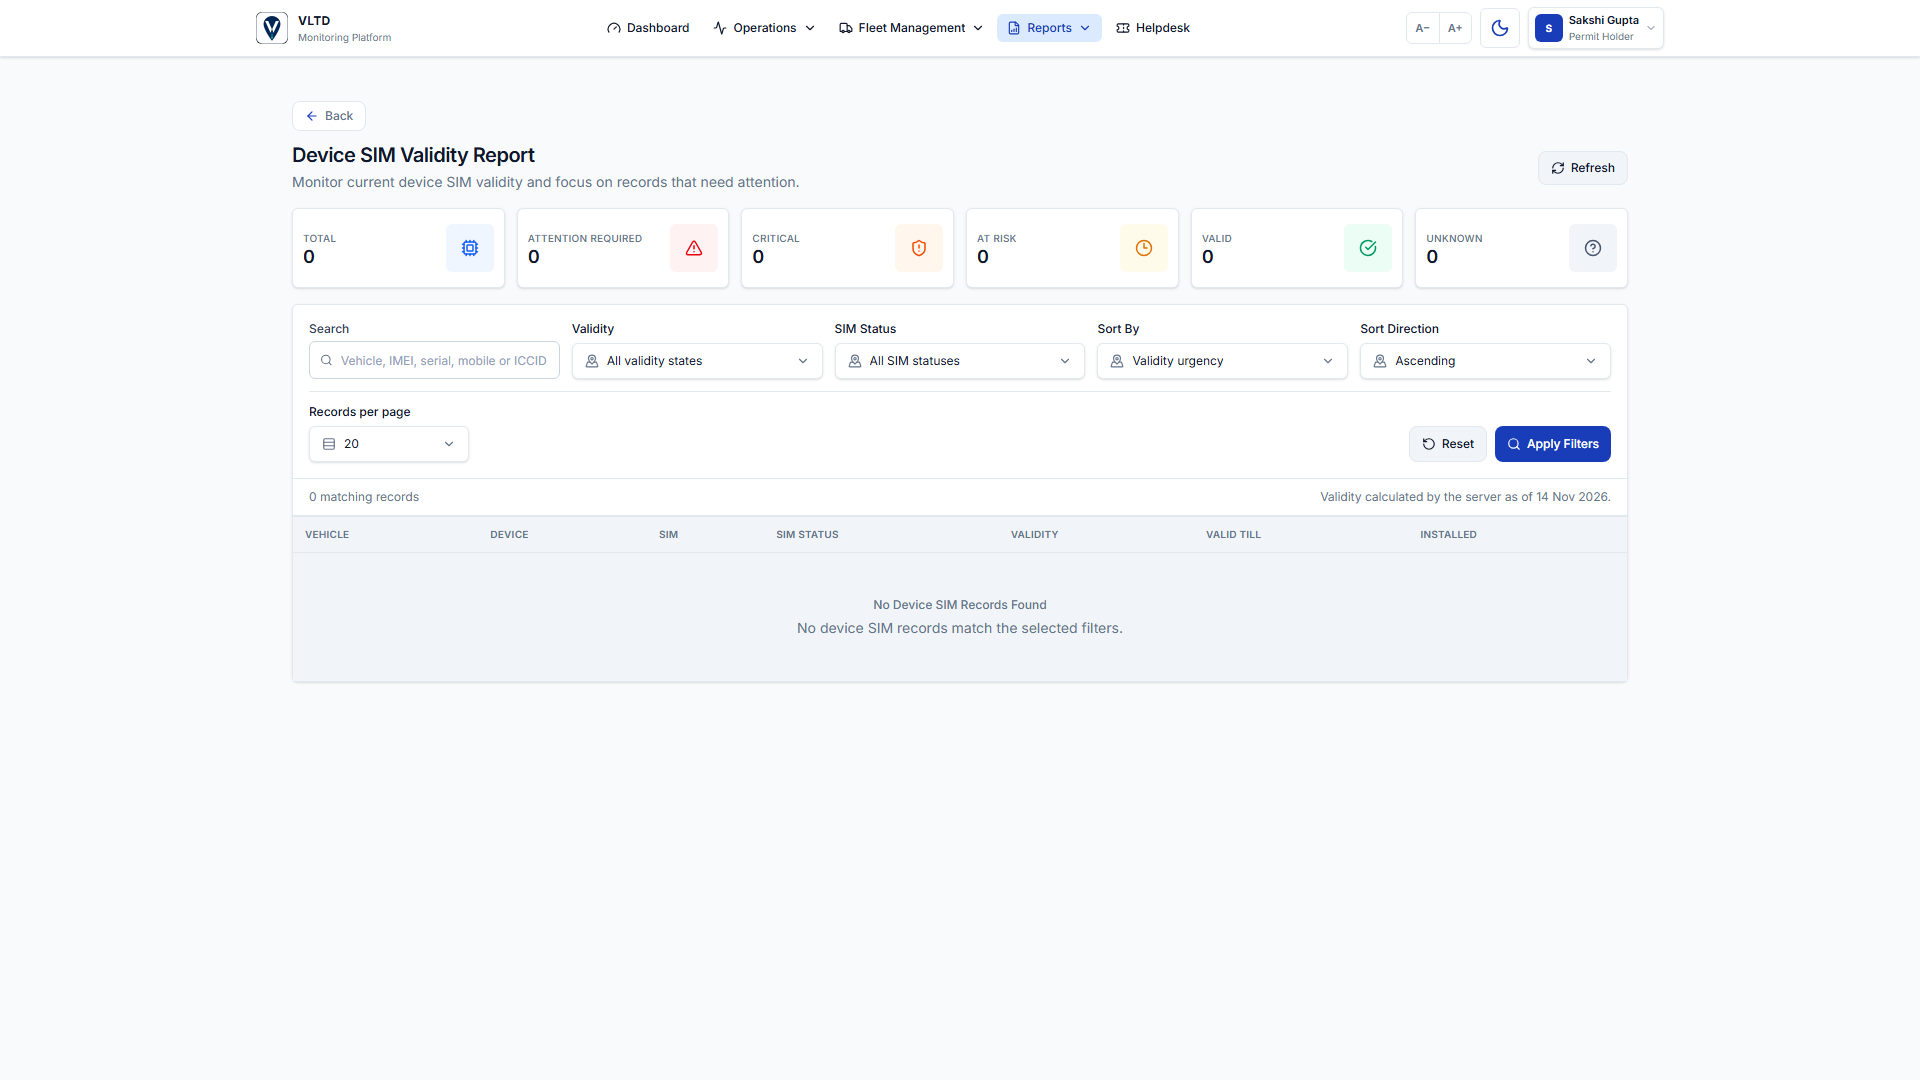 VLTD
Monitoring Platform
Dashboard
Operations
Fleet Management
Reports
Helpdesk
A−
A+
S
Sakshi Gupta
Permit Holder
Back
Device SIM Validity Report
Monitor current device SIM validity and focus on records that need attention.
Refresh
TOTAL
0
ATTENTION REQUIRED
0
CRITICAL
0
AT RISK
0
VALID
0
UNKNOWN
0
Search
Vehicle, IMEI, serial, mobile or ICCID
Validity
All validity states
SIM Status
All SIM statuses
Sort By
Validity urgency
Sort Direction
Ascending
Records per page
20
Reset
Apply Filters
0 matching records
Validity calculated by the server as of 14 Nov 2026.
VEHICLE DEVICE SIM SIM STATUS VALIDITY VALID TILL INSTALLED
No Device SIM Records Found
No device SIM records match the selected filters.